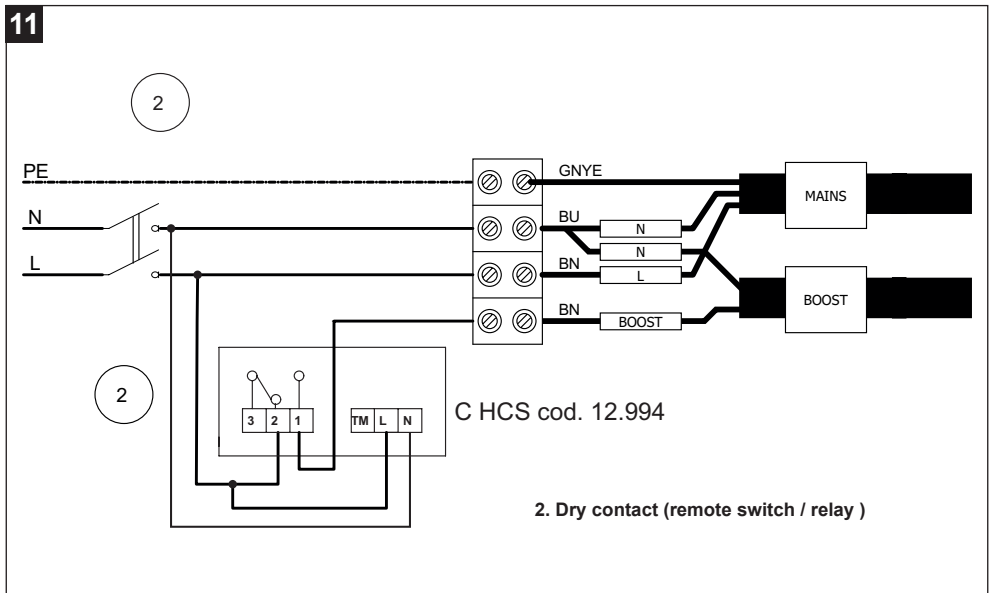 11
2
PE
GNYE
MAINS
N
BU
N
N
L
BN
L
BOOST
BN
BOOST
2
3 2 1
TM L N
C HCS cod. 12.994
2. Dry contact (remote switch / relay )